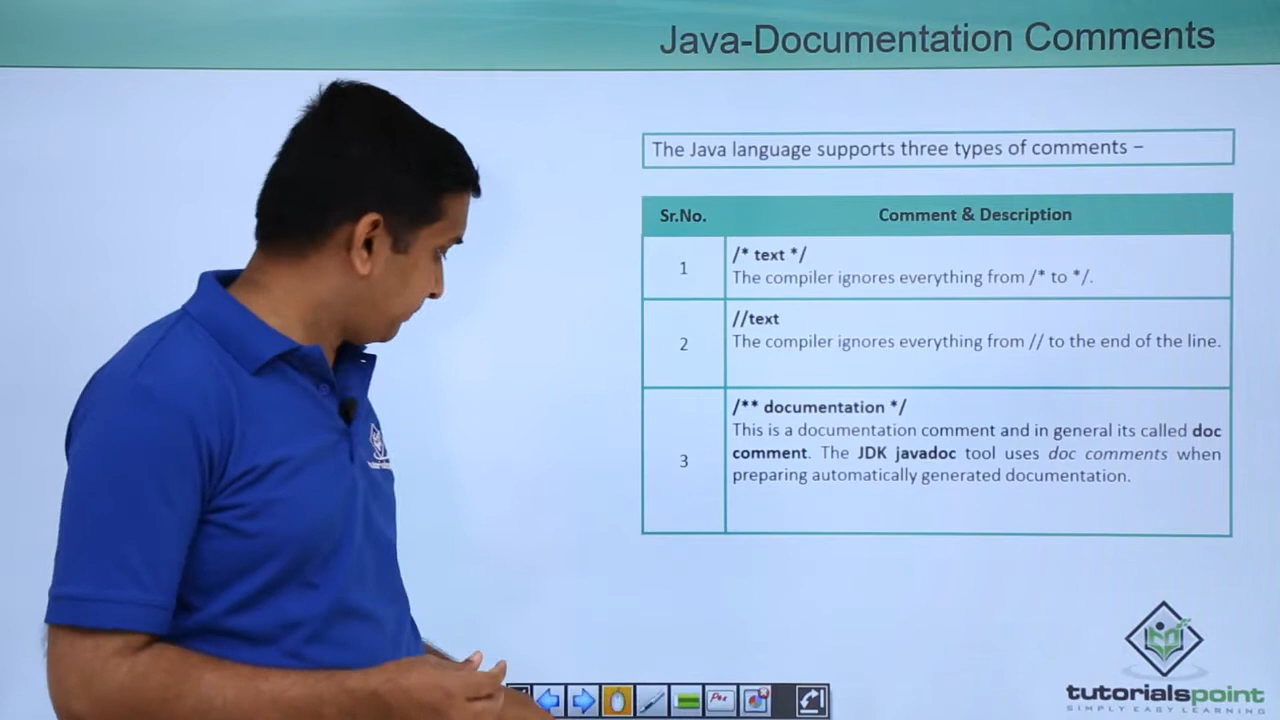 Java-Documentation Comments
The Java language supports three types of comments –
Sr.No.
Comment & Description
1
/* text */
The compiler ignores everything from /* to */.
2
//text
The compiler ignores everything from // to the end of the line.
3
/** documentation */
This is a documentation comment and in general its called doc
comment. The JDK javadoc tool uses doc comments when
preparing automatically generated documentation.
tutorialspoint
SIMPLY EASY LEARNING